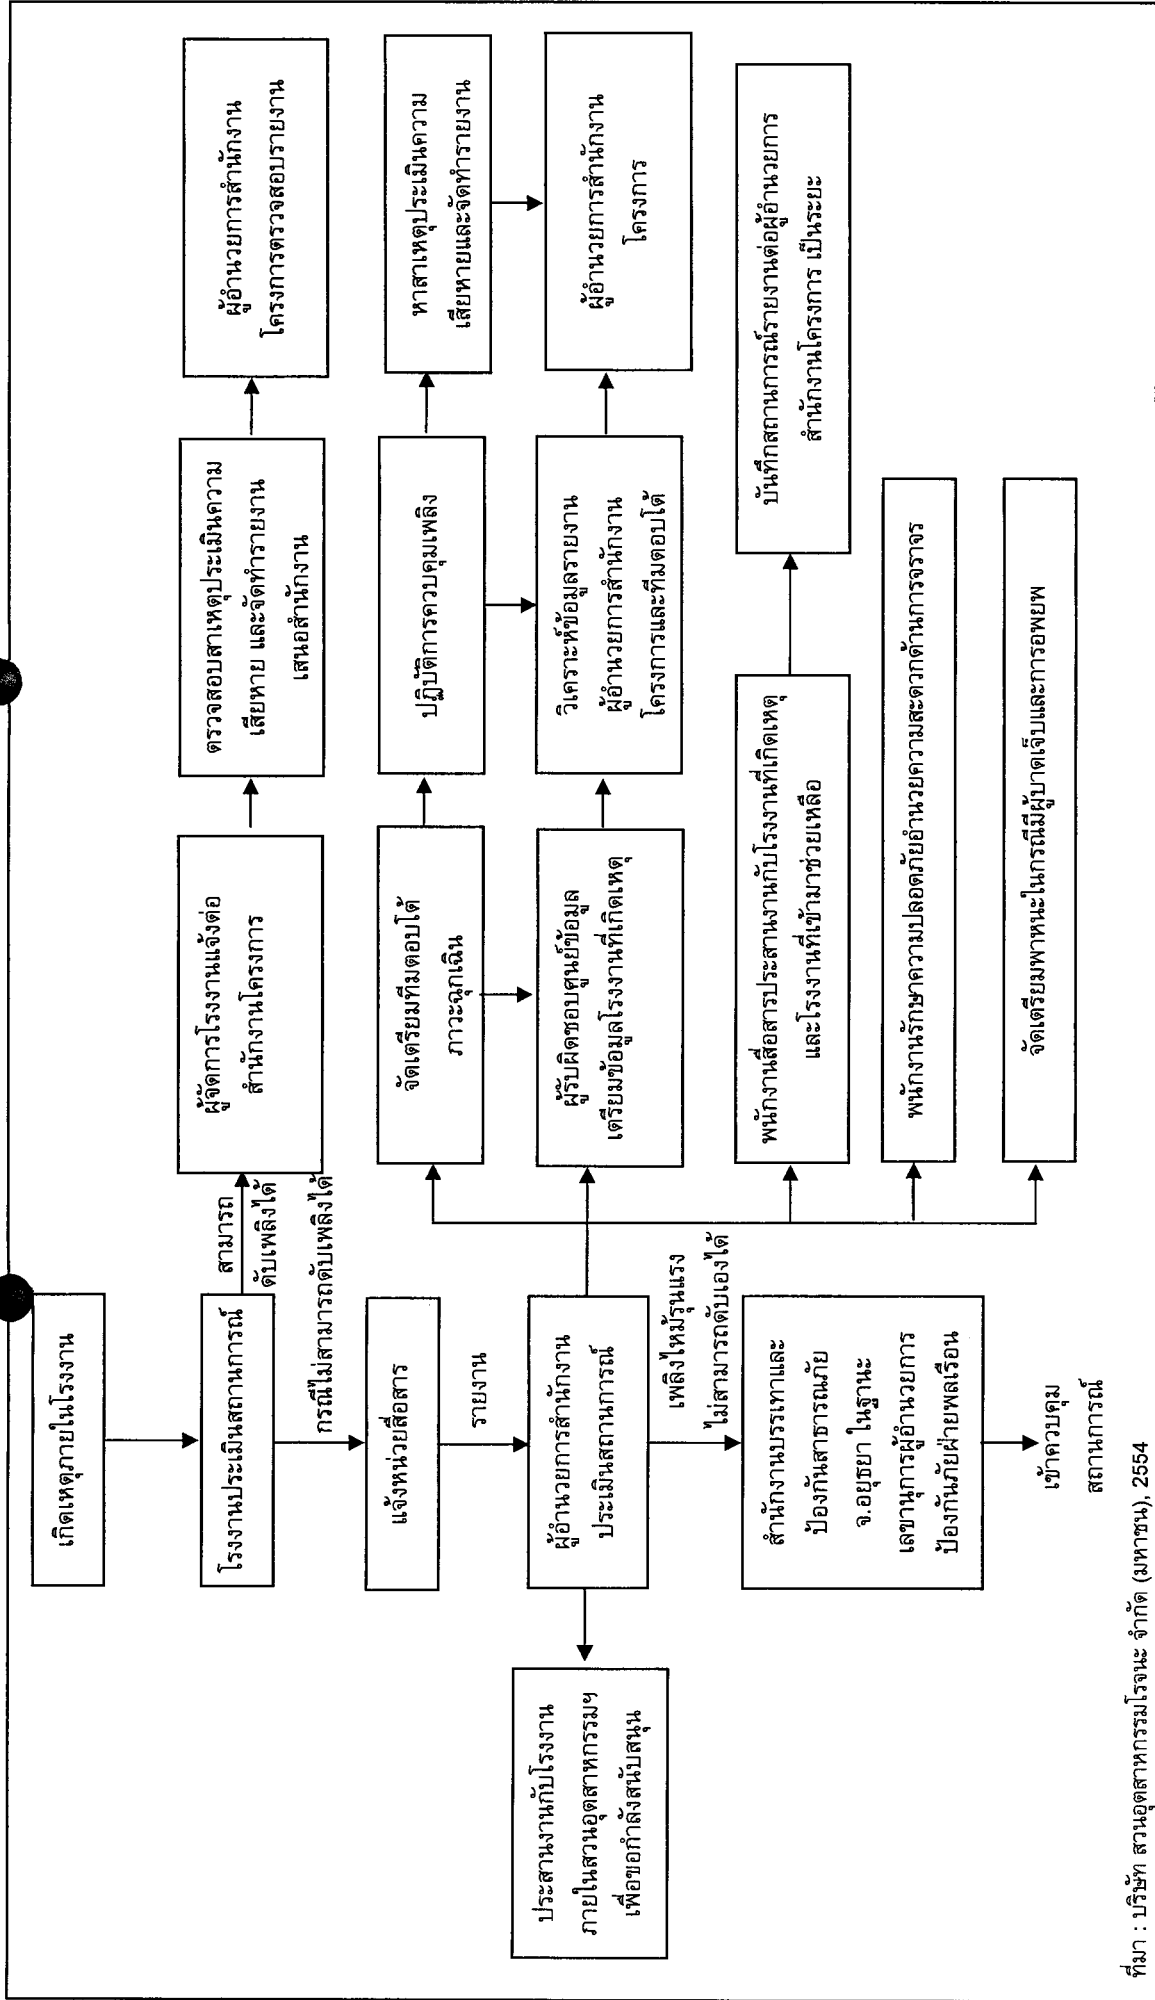 เกิดเหตุภายในโรงงาน
โรงงานประเมินสถานการณ์
สามารถ
ดับเพลิงได้
ผู้จัดการโรงงานแจ้งต่อ
สำนักงานโครงการ
ตรวจสอบสาเหตุประเมินความ
เสียหาย และจัดทำรายงาน
เสนอสำนักงาน
ผู้อำนวยการสำนักงาน
โครงการตรวจสอบรายงาน
กรณีไม่สามารถดับเพลิงได้
แจ้งหน่วยสื่อสาร
รายงาน
จัดเตรียมทีมตอบโต้
ภาวะฉุกเฉิน
ปฏิบัติการควบคุมเพลิง
หาสาเหตุประเมินความ
เสียหายและจัดทำรายงาน
ประสานงานกับโรงงาน
ภายในสวนอุตสาหกรรมฯ
เพื่อขอกำลังสนับสนุน
ผู้อำนวยการสำนักงาน
ประเมินสถานการณ์
ผู้รับผิดชอบศูนย์ข้อมูล
เตรียมข้อมูลโรงงานที่เกิดเหตุ
วิเคราะห์ข้อมูลรายงาน
ผู้อำนวยการสำนักงาน
โครงการและทีมตอบโต้
ผู้อำนวยการสำนักงาน
โครงการ
เพลิงไหม้รุนแรง
ไม่สามารถดับเองได้
สำนักงานบรรเทาและ
ป้องกันสาธารณภัย
จ.อยุธยา ในฐานะ
เลขานุการผู้อำนวยการ
ป้องกันภัยฝ่ายพลเรือน
พนักงานสื่อสารประสานงานกับโรงงานที่เกิดเหตุ
และโรงงานที่เข้ามาช่วยเหลือ
บันทึกสถานการณ์รายงานต่อผู้อำนวยการ
สำนักงานโครงการ เป็นระยะ
พนักงานรักษาความปลอดภัยอำนวยความสะดวกด้านการจราจร
จัดเตรียมพาหนะในกรณีมีผู้บาดเจ็บและการอพยพ
เข้าควบคุม
สถานการณ์
ที่มา : บริษัท สวนอุตสาหกรรมโรจนะ จำกัด (มหาชน), 2554